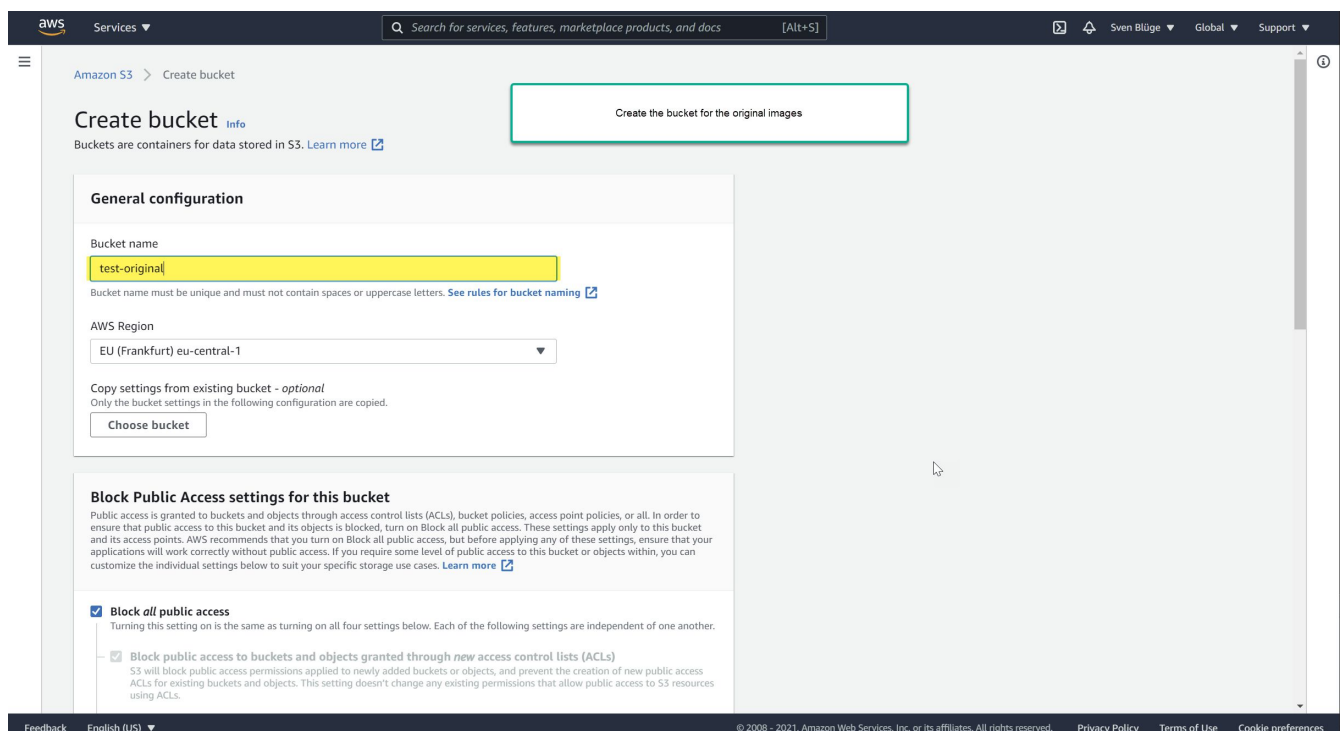 aws Services ▼ Search for services, features, marketplace products, and docs [Alt+S] Sven Blüge ▼ Global ▼ Support ▼
Amazon S3 > Create bucket
Create the bucket for the original images
Create bucket Info
Buckets are containers for data stored in S3. Learn more
General configuration
Bucket name
test-original
Bucket name must be unique and must not contain spaces or uppercase letters. See rules for bucket naming
AWS Region
EU (Frankfurt) eu-central-1 ▼
Copy settings from existing bucket - optional
Only the bucket settings in the following configuration are copied.
Choose bucket
Block Public Access settings for this bucket
Public access is granted to buckets and objects through access control lists (ACLs), bucket policies, access point policies, or all. In order to
ensure that public access to this bucket and its objects is blocked, turn on Block all public access. These settings apply only to this bucket
and its access points. AWS recommends that you turn on Block all public access, but before applying any of these settings, ensure that your
applications will work correctly without public access. If you require some level of public access to this bucket or objects within, you can
customize the individual settings below to suit your specific storage use cases. Learn more
Block all public access
Turning this setting on is the same as turning on all four settings below. Each of the following settings are independent of one another.
Block public access to buckets and objects granted through new access control lists (ACLs)
S3 will block public access permissions applied to newly added buckets or objects, and prevent the creation of new public access
ACLs for existing buckets and objects. This setting doesn't change any existing permissions that allow public access to S3 resources
using ACLs.
Feedback English (US) ▼ © 2008 - 2021, Amazon Web Services, Inc. or its affiliates. All rights reserved. Privacy Policy Terms of Use Cookie preferences